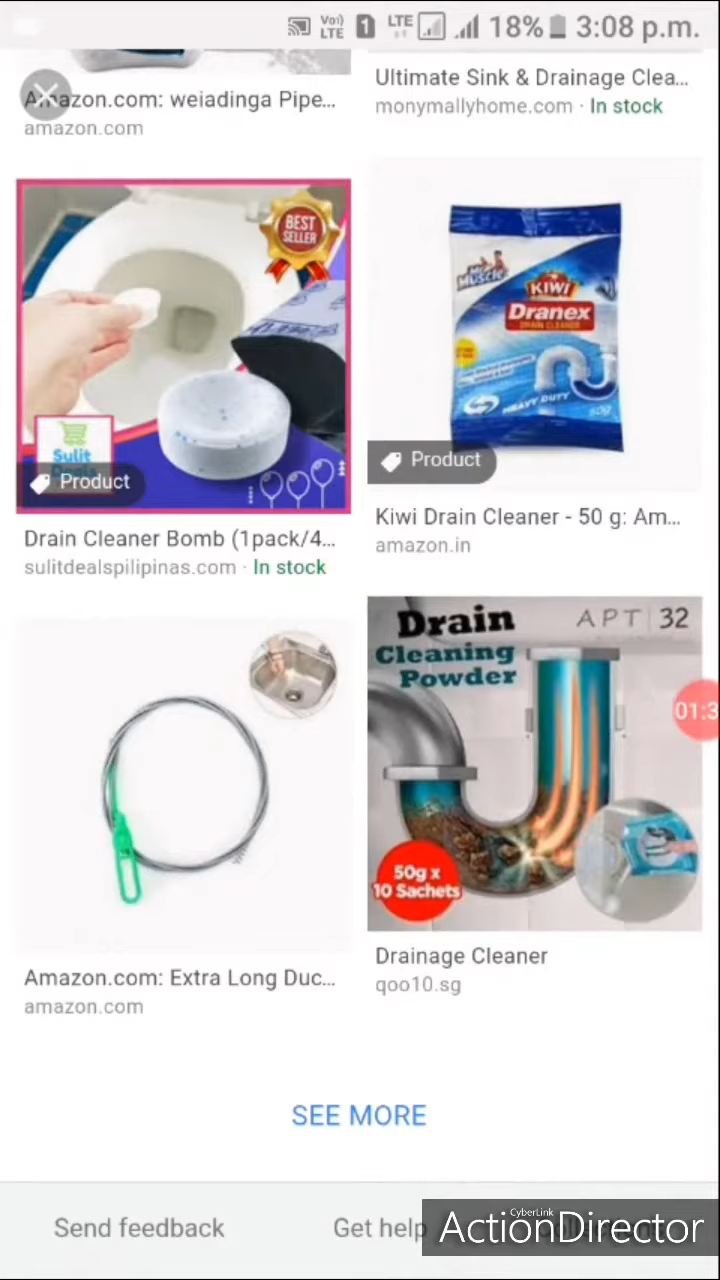 Vo))
LTE
1
LTE
18%
3:08 p.m.
Amazon.com: weiadinga Pipe...
amazon.com
Ultimate Sink & Drainage Clea...
monymallyhome.com · In stock
BEST
SELLER
Sulit
Product
Drain Cleaner Bomb (1pack/4...
sulitdealspilipinas.com · In stock
Mr
Muscle
KIWI
Dranex
DRAIN CLEANER
HEAVY DUTY
50g
Product
Kiwi Drain Cleaner - 50 g: Am...
amazon.in
Amazon.com: Extra Long Duc...
amazon.com
Drain
Cleaning
Powder
APT 32
50g x
10 Sachets
Drainage Cleaner
qoo10.sg
01:3
SEE MORE
Send feedback
Get help
CyberLink
ActionDirector